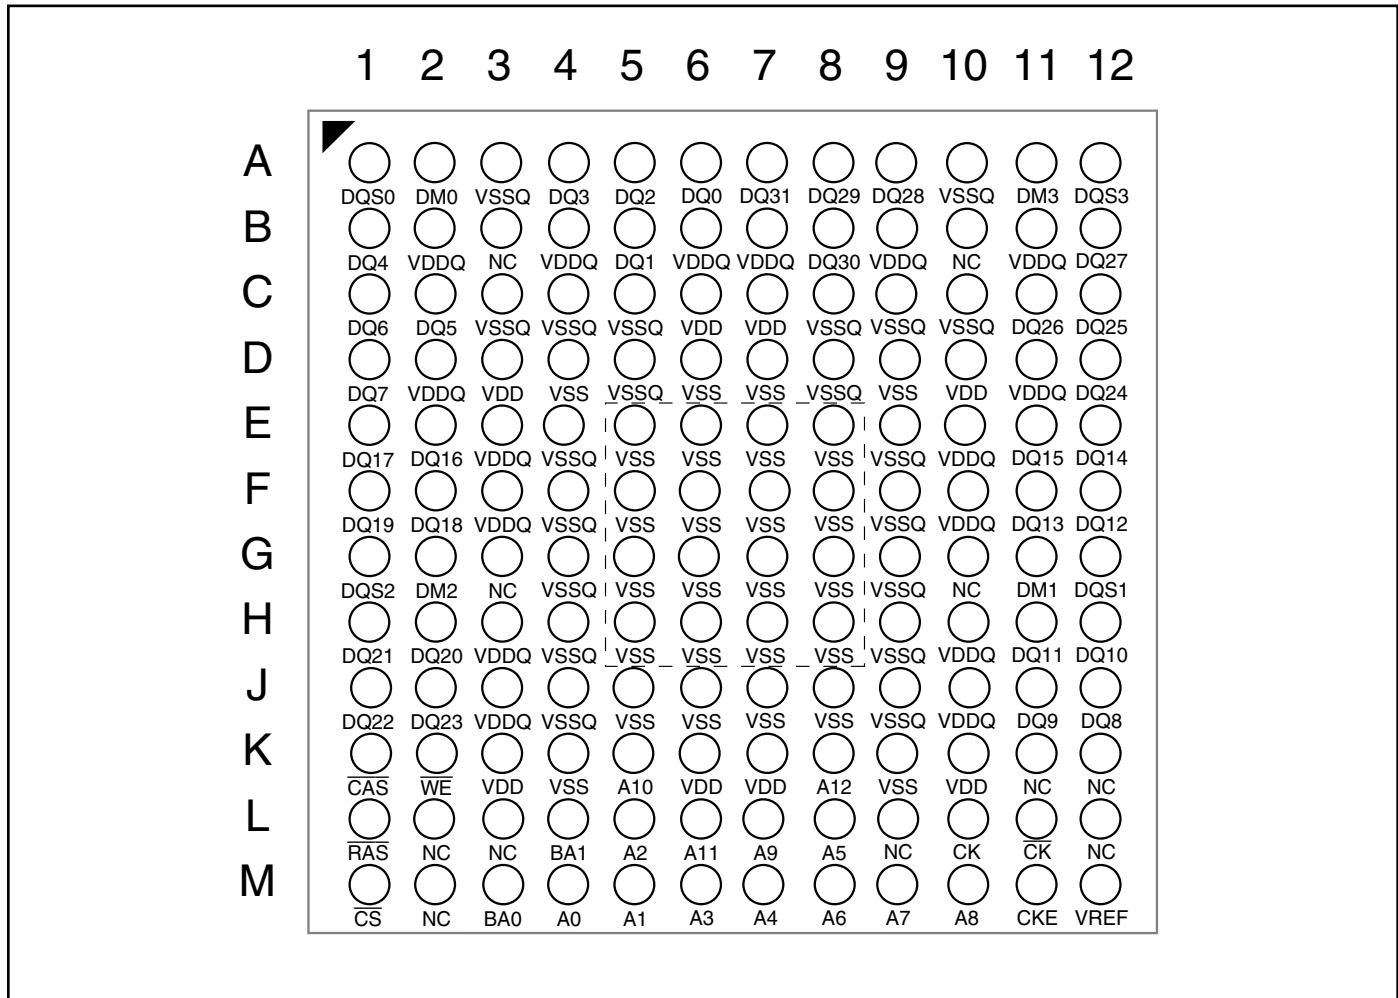 1 2 3 4 5 6 7 8 9 10 11 12
A
DQS0 DM0 VSSQ DQ3 DQ2 DQ0 DQ31 DQ29 DQ28 VSSQ DM3 DQS3
B
DQ4 VDDQ NC VDDQ DQ1 VDDQ VDDQ DQ30 VDDQ NC VDDQ DQ27
C
DQ6 DQ5 VSSQ VSSQ VSSQ VDD VDD VSSQ VSSQ VSSQ DQ26 DQ25
D
DQ7 VDDQ VDD VSS VSSQ VSS VSS VSSQ VSS VDD VDDQ DQ24
E
DQ17 DQ16 VDDQ VSSQ VSS VSS VSS VSS VSSQ VDDQ DQ15 DQ14
F
DQ19 DQ18 VDDQ VSSQ VSS VSS VSS VSS VSSQ VDDQ DQ13 DQ12
G
DQS2 DM2 NC VSSQ VSS VSS VSS VSS VSSQ NC DM1 DQS1
H
DQ21 DQ20 VDDQ VSSQ VSS VSS VSS VSS VSSQ VDDQ DQ11 DQ10
J
DQ22 DQ23 VDDQ VSSQ VSS VSS VSS VSS VSSQ VDDQ DQ9 DQ8
K
C̅A̅S̅ W̅E̅ VDD VSS A10 VDD VDD A12 VSS VDD NC NC
L
R̅A̅S̅ NC NC BA1 A2 A11 A9 A5 NC CK C̅K̅ NC
M
C̅S̅ NC BA0 A0 A1 A3 A4 A6 A7 A8 CKE VREF